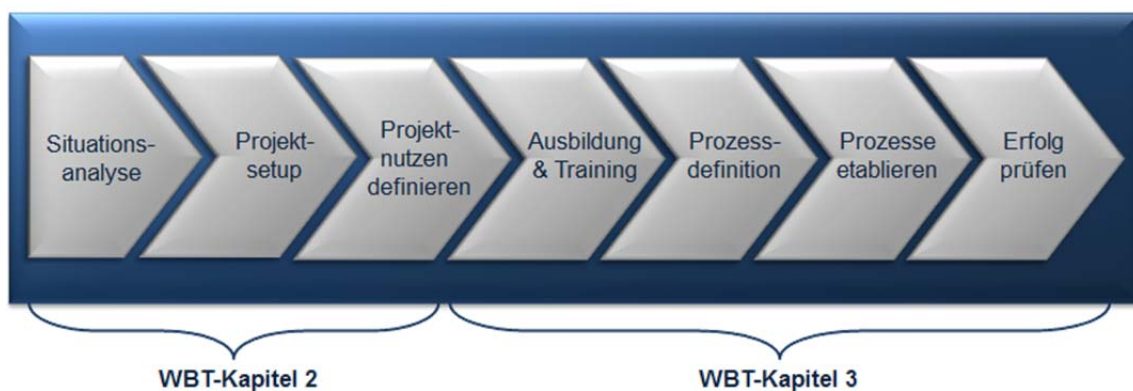 Situations-
analyse
Projekt-
setup
Projekt-
nutzen
definieren
Ausbildung
& Training
Prozess-
definition
Prozesse
etablieren
Erfolg
prüfen
WBT-Kapitel 2
WBT-Kapitel 3